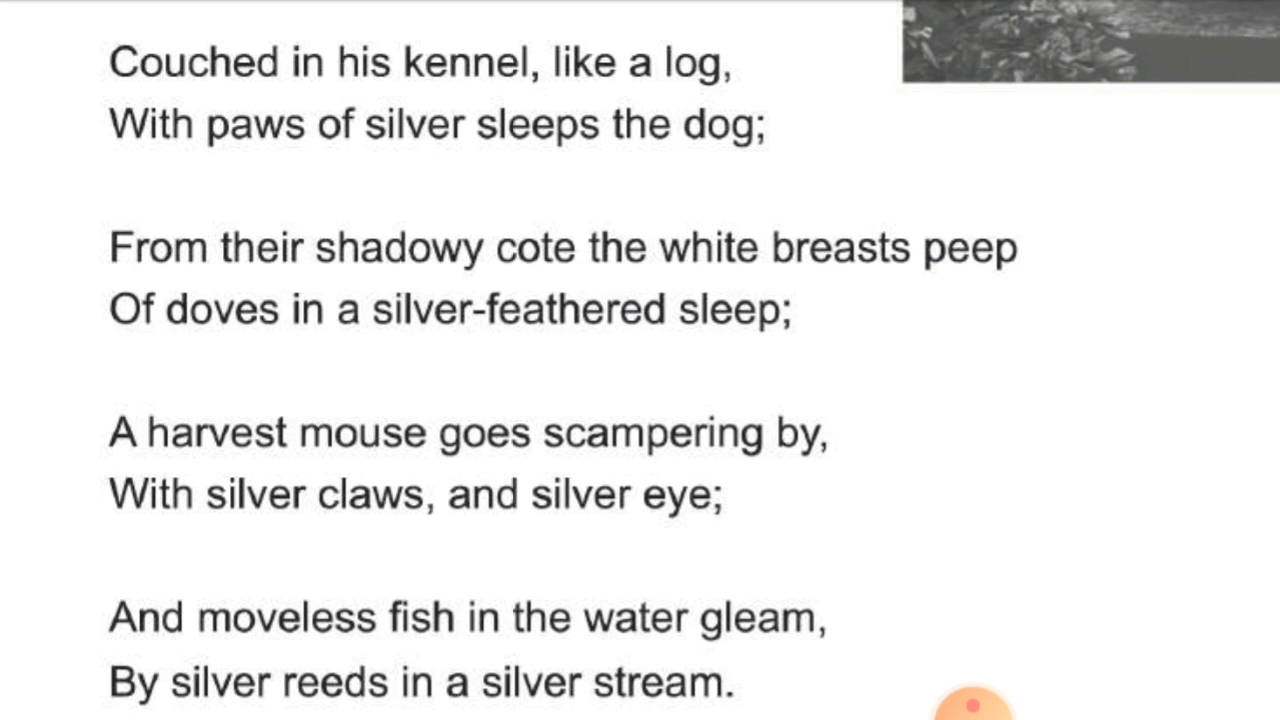 Couched in his kennel, like a log,
With paws of silver sleeps the dog;
From their shadowy cote the white breasts peep
Of doves in a silver-feathered sleep;
A harvest mouse goes scampering by,
With silver claws, and silver eye;
And moveless fish in the water gleam,
By silver reeds in a silver stream.